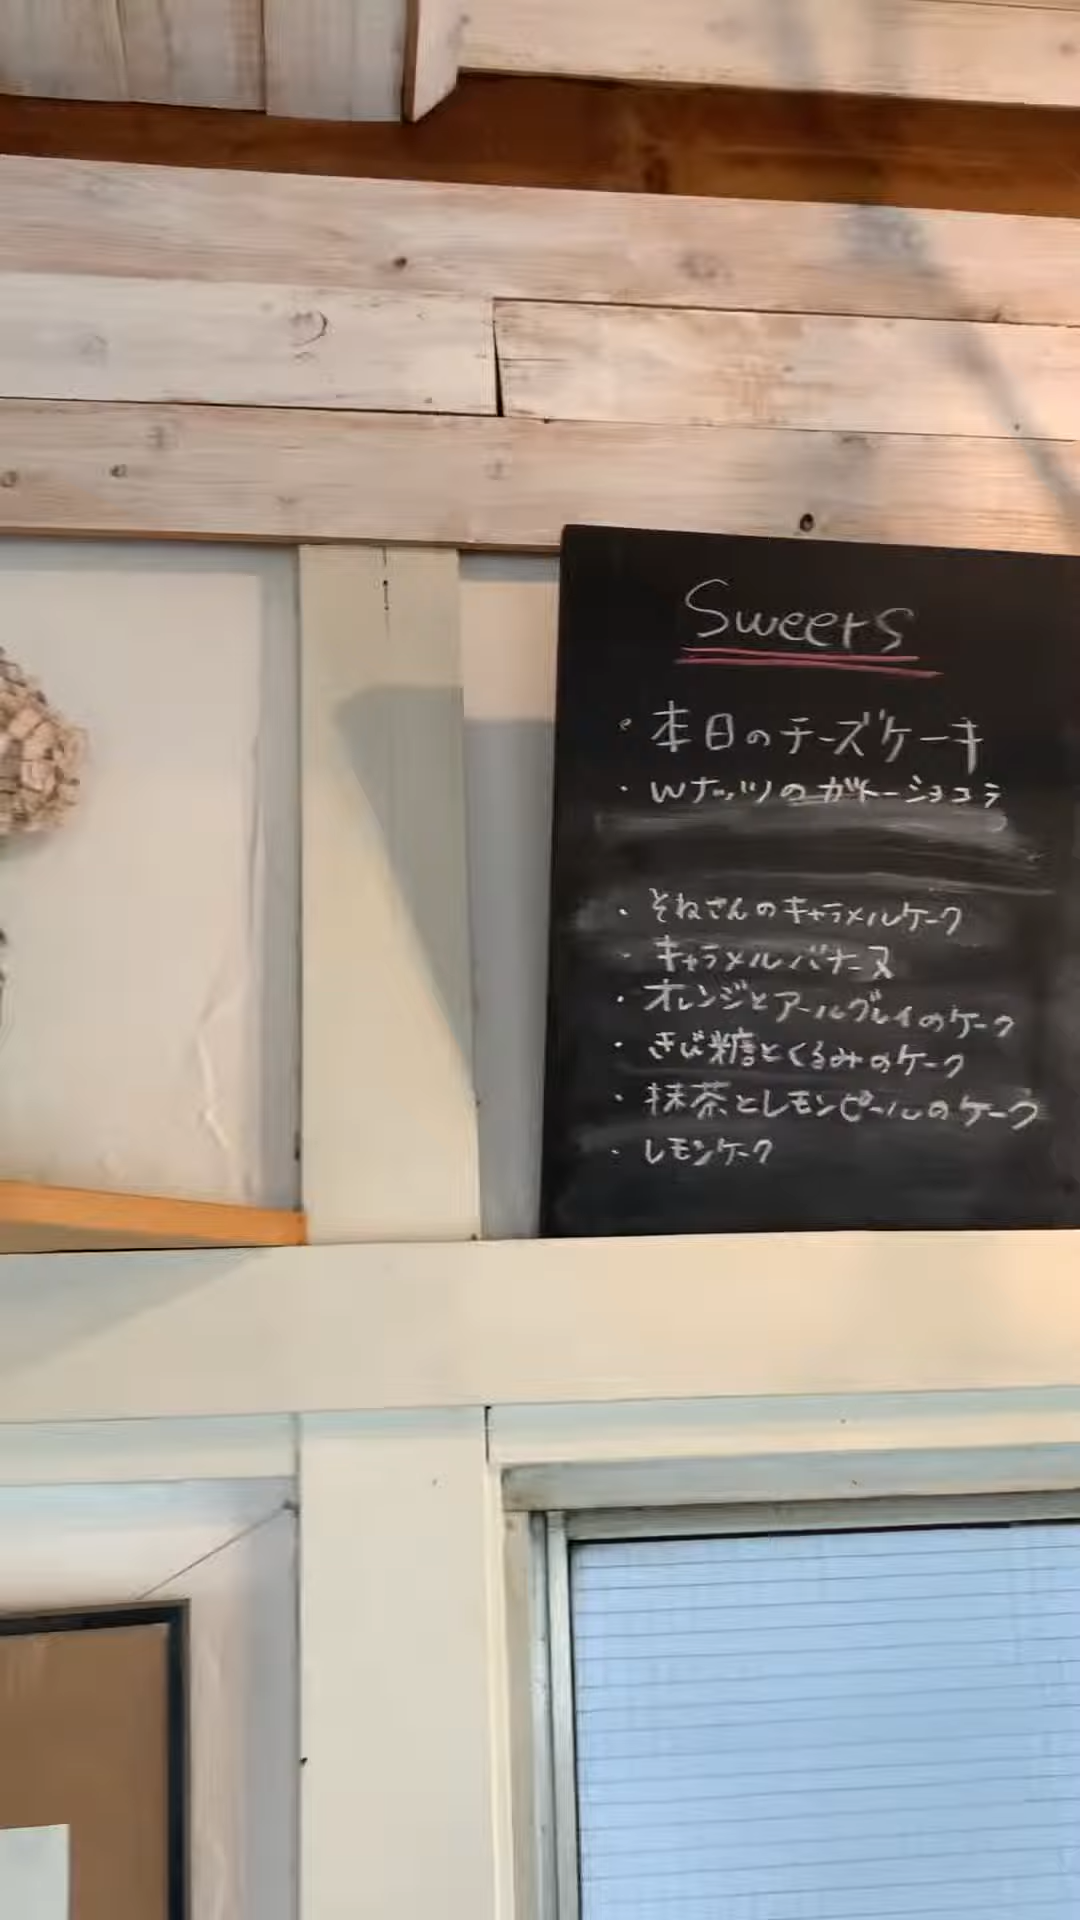 Sweets
・本日のチーズケーキ
・Wナッツのガトーショコラ
・そねさんのキャラメルケーク
・キャラメルバナーヌ
・オレンジとアールグレイのケーク
・きび糖とくるみのケーク
・抹茶とレモンピールのケーク
・レモンケーク